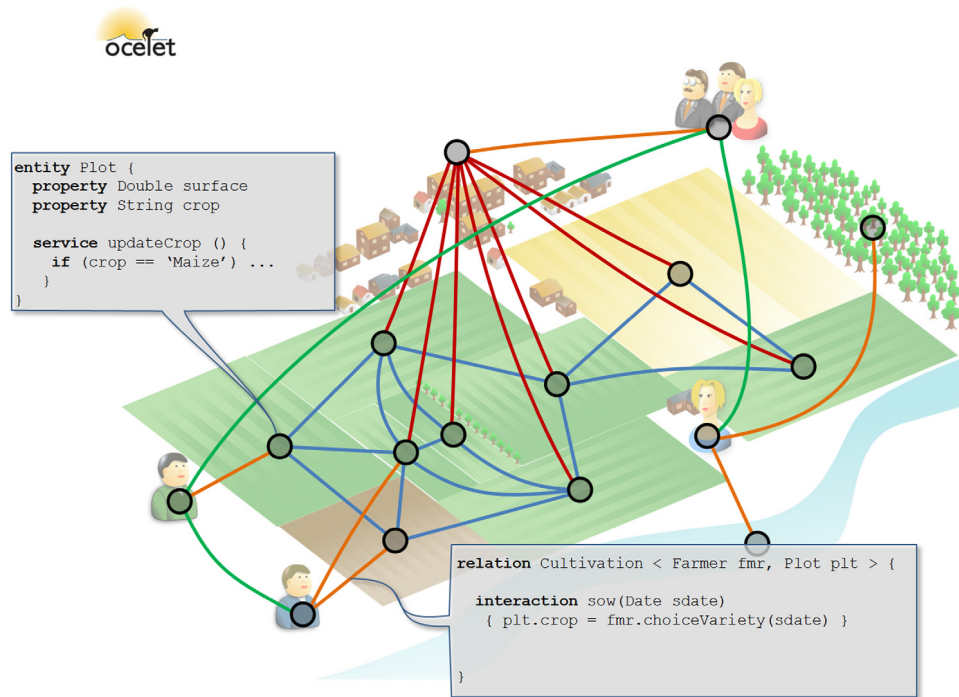 ocelet
entity Plot {
property Double surface
property String crop
service updateCrop () {
if (crop == ‘Maize’) ...
}
}
relation Cultivation < Farmer fmr, Plot plt > {
interaction sow(Date sdate)
{ plt.crop = fmr.choiceVariety(sdate) }
}